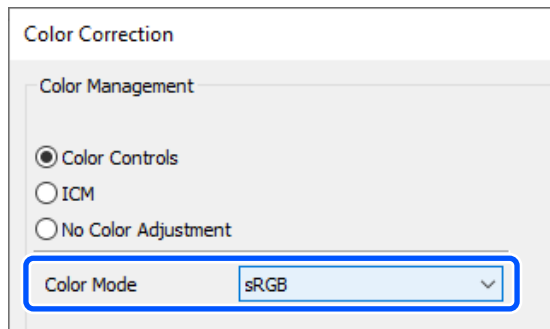 Color Correction
Color Management
Color Controls
ICM
No Color Adjustment
Color Mode sRGB